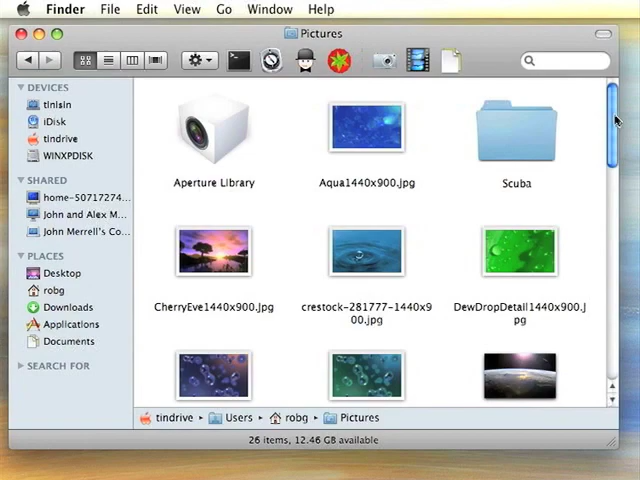 Finder File Edit View Go Window Help
Pictures
DEVICES
tinisin
iDisk
tindrive
WINXPDISK
SHARED
home-50717274...
John and Alex M...
John Merrell's Co...
PLACES
Desktop
robg
Downloads
Applications
Documents
SEARCH FOR
Aperture Library
Aqua1440x900.jpg
Scuba
CherryEve1440x900.jpg
crestock-281777-1440x9
00.jpg
DewDropDetail1440x900.j
pg
tindrive Users robg Pictures
26 items, 12.46 GB available